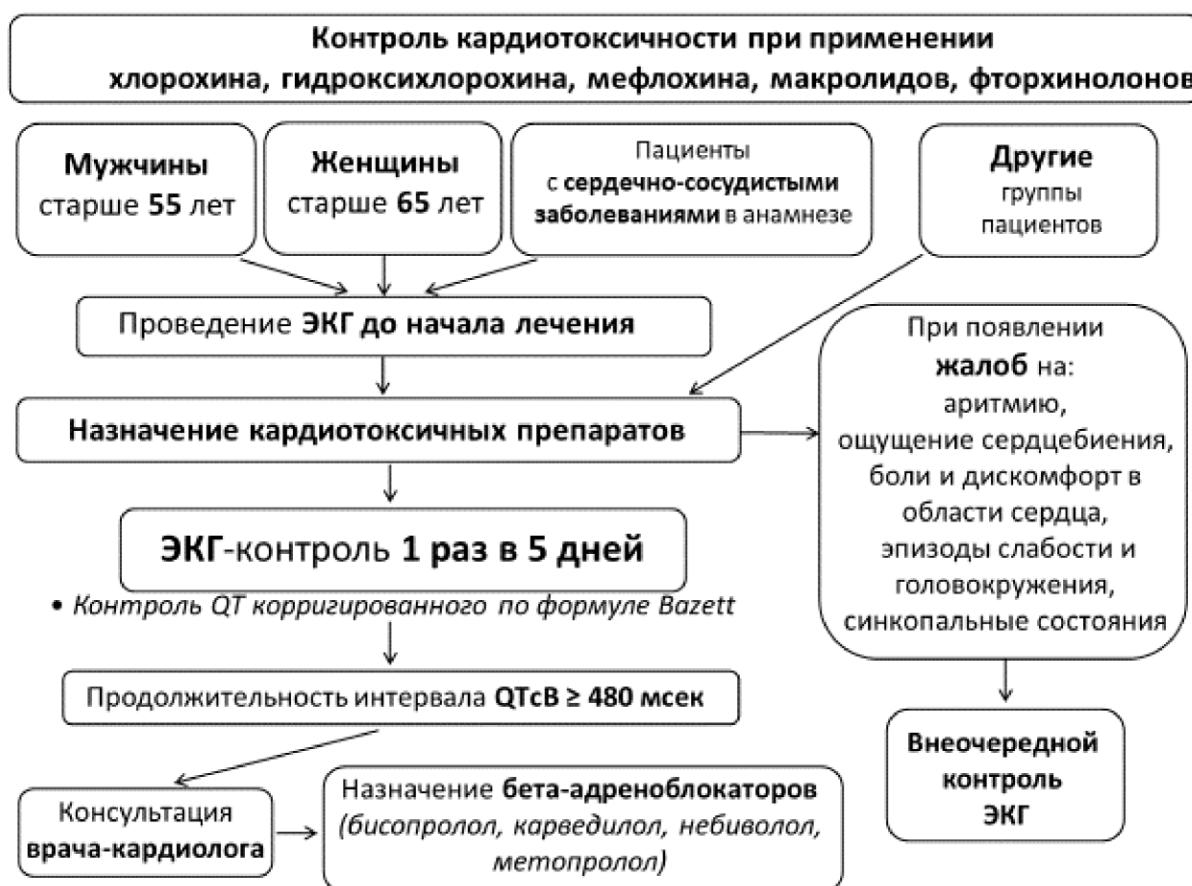 Контроль кардиотоксичности при применении
хлорохина, гидроксихлорохина, мефлохина, макролидов, фторхинолонов
Мужчины
старше 55 лет
Женщины
старше 65 лет
Пациенты
с сердечно-сосудистыми
заболеваниями в анамнезе
Другие
группы
пациентов
Проведение ЭКГ до начала лечения
Назначение кардиотоксичных препаратов
При появлении
жалоб на:
аритмию,
ощущение сердцебиения,
боли и дискомфорт в
области сердца,
эпизоды слабости и
головокружения,
синкопальные состояния
ЭКГ-контроль 1 раз в 5 дней
• Контроль QT корригированного по формуле Bazett
Продолжительность интервала QTcB ≥ 480 мсек
Внеочередной
контроль
ЭКГ
Консультация
врача-кардиолога
Назначение бета-адреноблокаторов
(бисопролол, карведилол, небиволол,
метопролол)